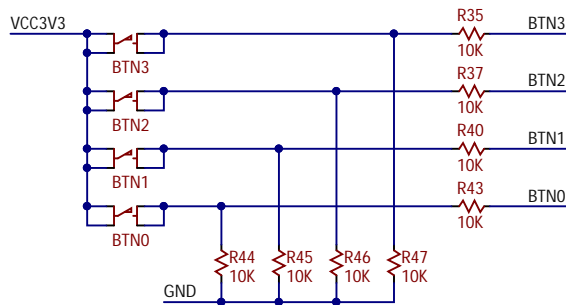 VCC3V3
R35
BTN3
10K
BTN3
R37
BTN2
10K
BTN2
R40
BTN1
10K
BTN1
R43
BTN0
10K
BTN0
R44
R45
R46
R47
10K
10K
10K
10K
GND